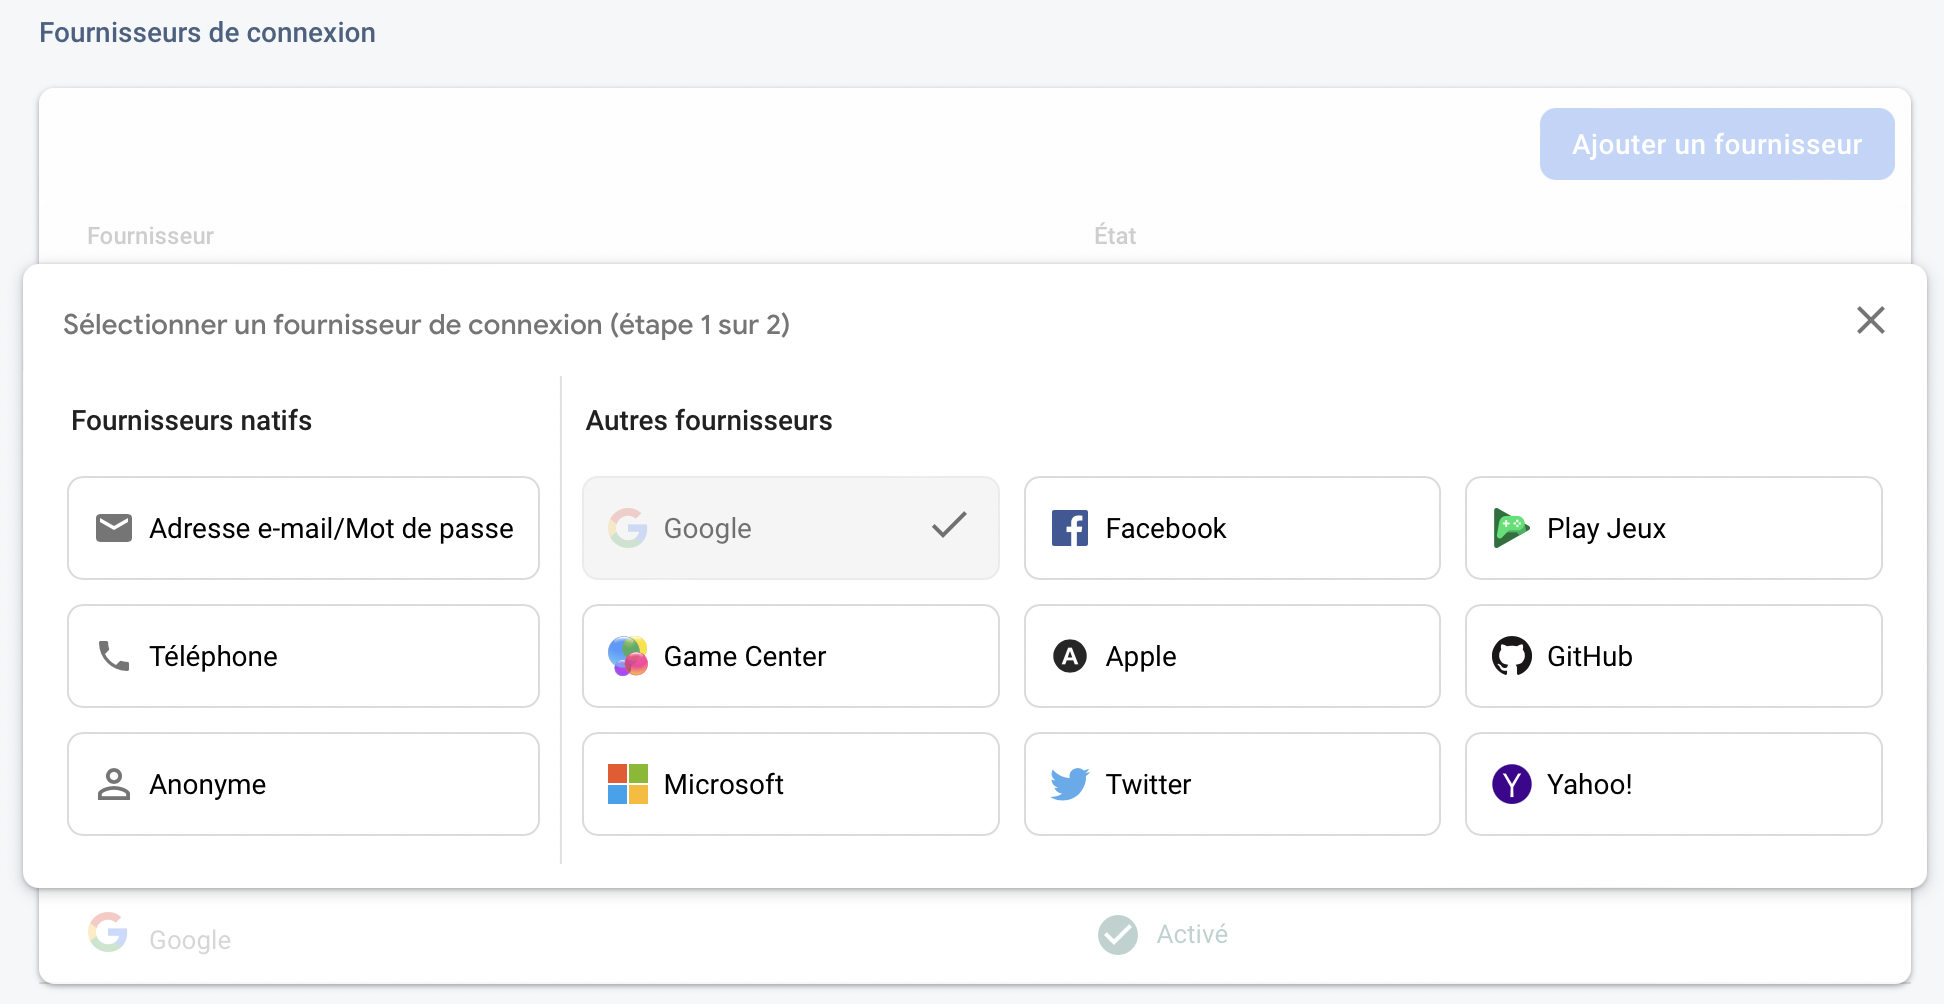 Fournisseurs de connexion
Ajouter un fournisseur
Fournisseur
État
Sélectionner un fournisseur de connexion (étape 1 sur 2)
Fournisseurs natifs
Autres fournisseurs
Adresse e-mail/Mot de passe
Google
Facebook
Play Jeux
Téléphone
Game Center
Apple
GitHub
Anonyme
Microsoft
Twitter
Yahoo!
Google
Activé